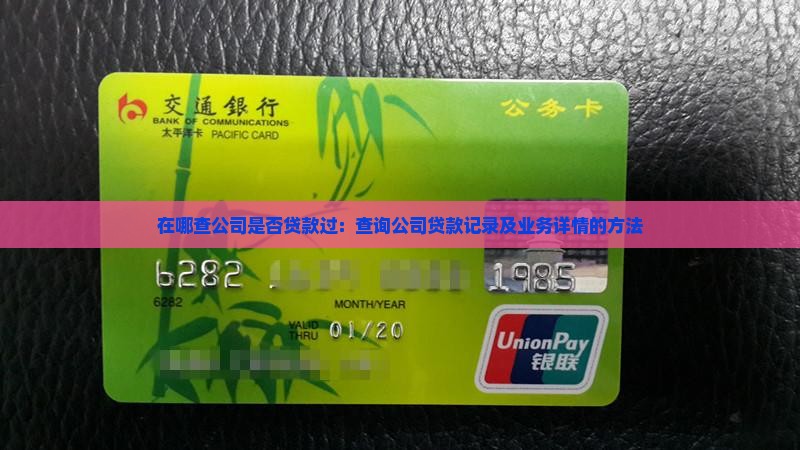 交通銀行
BANK OF COMMUNICATIONS
太平洋卡 PACIFIC CARD
公务卡
在哪查公司是否贷款过：查询公司贷款记录及业务详情的方法
6282 1985
6282
MONTH/YEAR
VALID THRU 01/20
UnionPay
银联